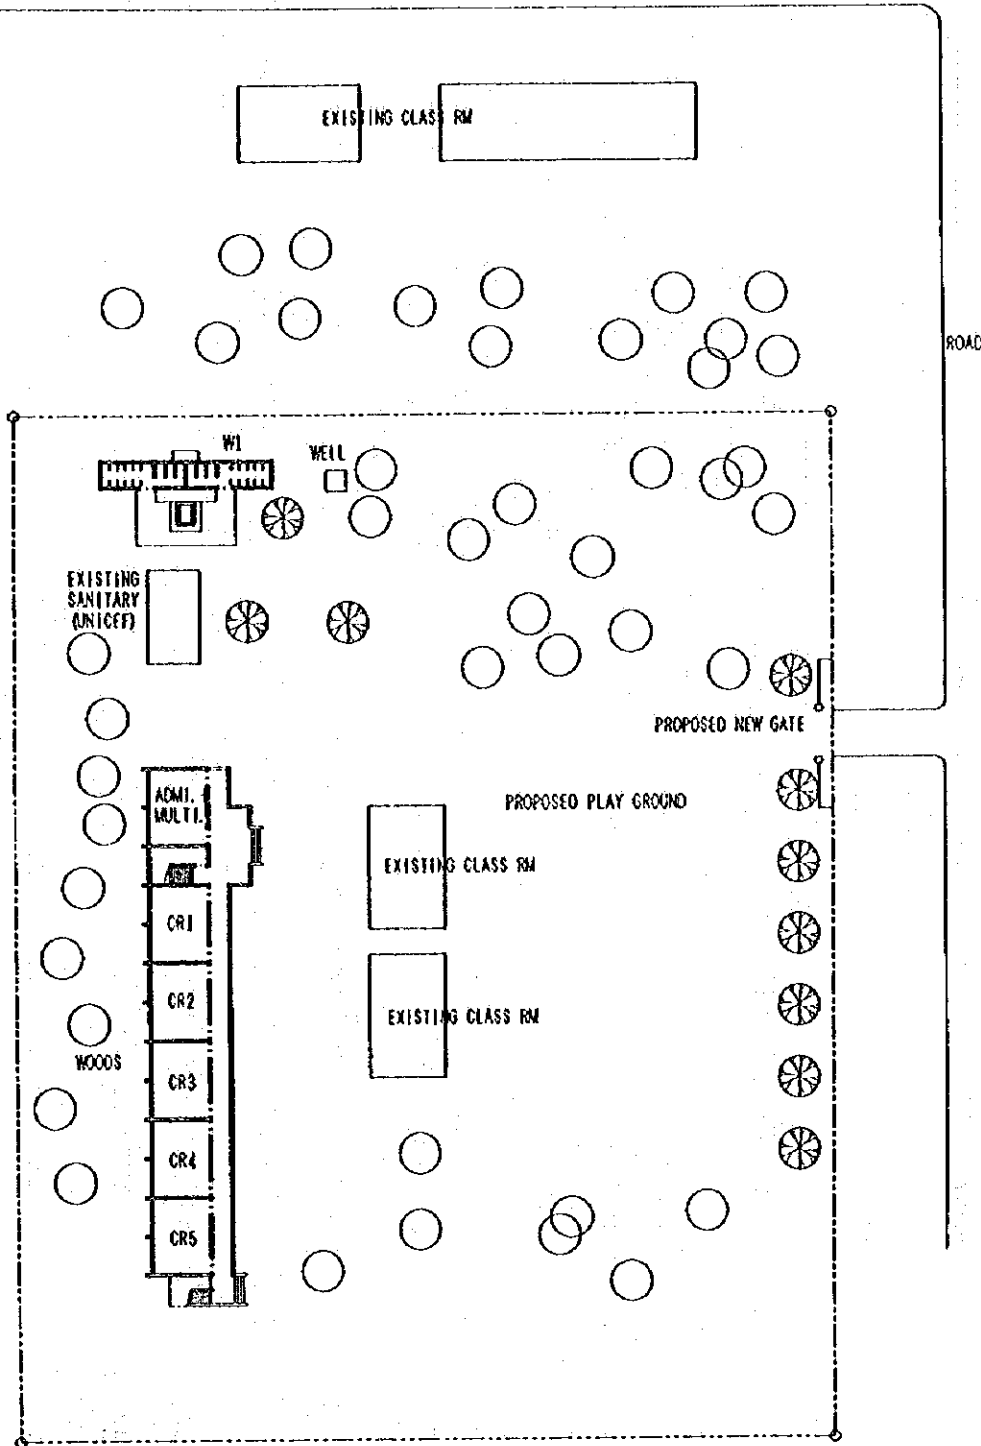 EXISTING CLASS RM
ROAD
W1
WELL
EXISTING
SANITARY
(UNICEF)
PROPOSED NEW GATE
ADMI.
MULTI.
PROPOSED PLAY GROUND
EXISTING CLASS RM
CR1
CR2
EXISTING CLASS RM
WOODS
CR3
CR4
CR5